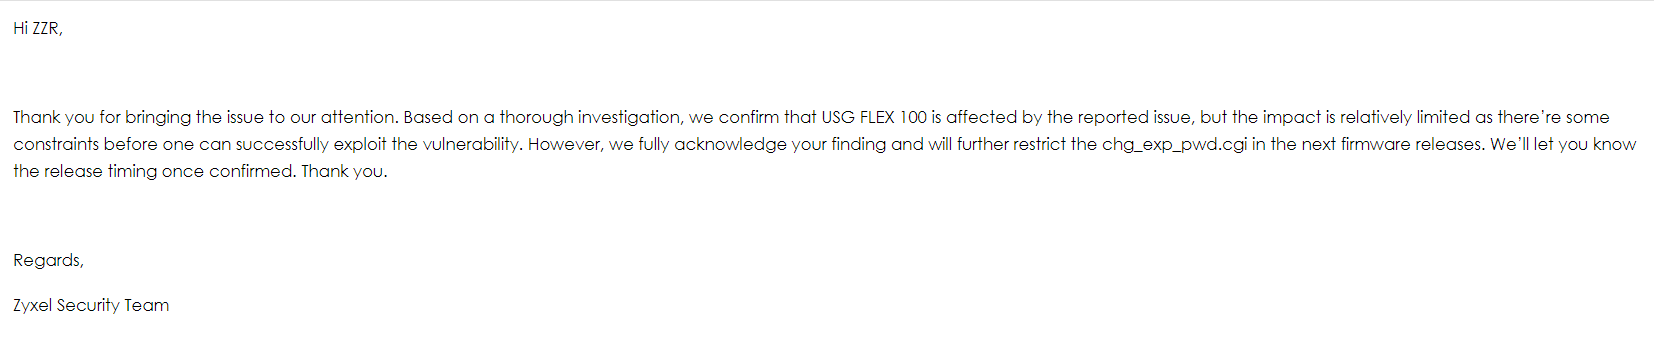 Hi ZZR,
Thank you for bringing the issue to our attention. Based on a thorough investigation, we confirm that USG FLEX 100 is affected by the reported issue, but the impact is relatively limited as there’re some
constraints before one can successfully exploit the vulnerability. However, we fully acknowledge your finding and will further restrict the chg_exp_pwd.cgi in the next firmware releases. We’ll let you know
the release timing once confirmed. Thank you.
Regards,
Zyxel Security Team